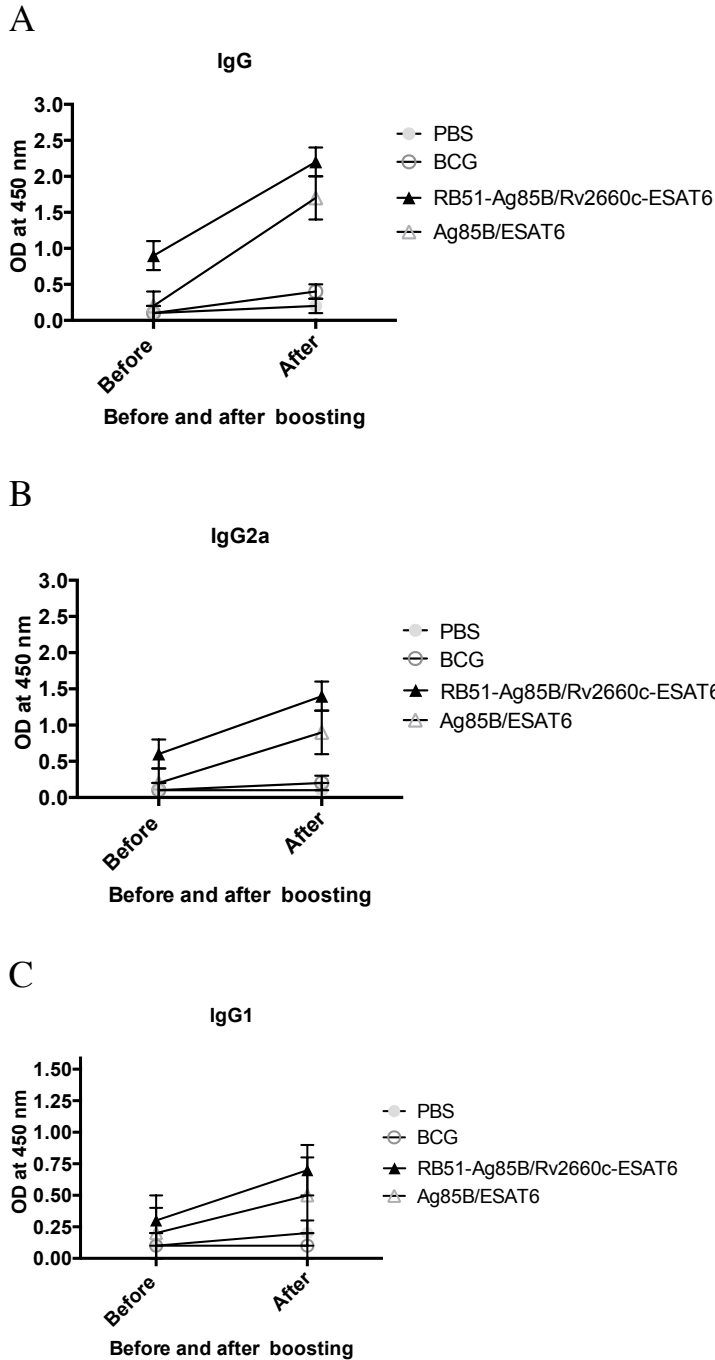 A
IgG
3.0
2.5
2.0
1.5
1.0
0.5
0.0
OD at 450 nm
Before
After
Before and after boosting
PBS
BCG
RB51-Ag85B/Rv2660c-ESAT6
Ag85B/ESAT6
B
IgG2a
3.0
2.5
2.0
1.5
1.0
0.5
0.0
OD at 450 nm
Before
After
Before and after boosting
PBS
BCG
RB51-Ag85B/Rv2660c-ESAT6
Ag85B/ESAT6
C
IgG1
1.50
1.25
1.00
0.75
0.50
0.25
0.00
OD at 450 nm
Before
After
Before and after boosting
PBS
BCG
RB51-Ag85B/Rv2660c-ESAT6
Ag85B/ESAT6